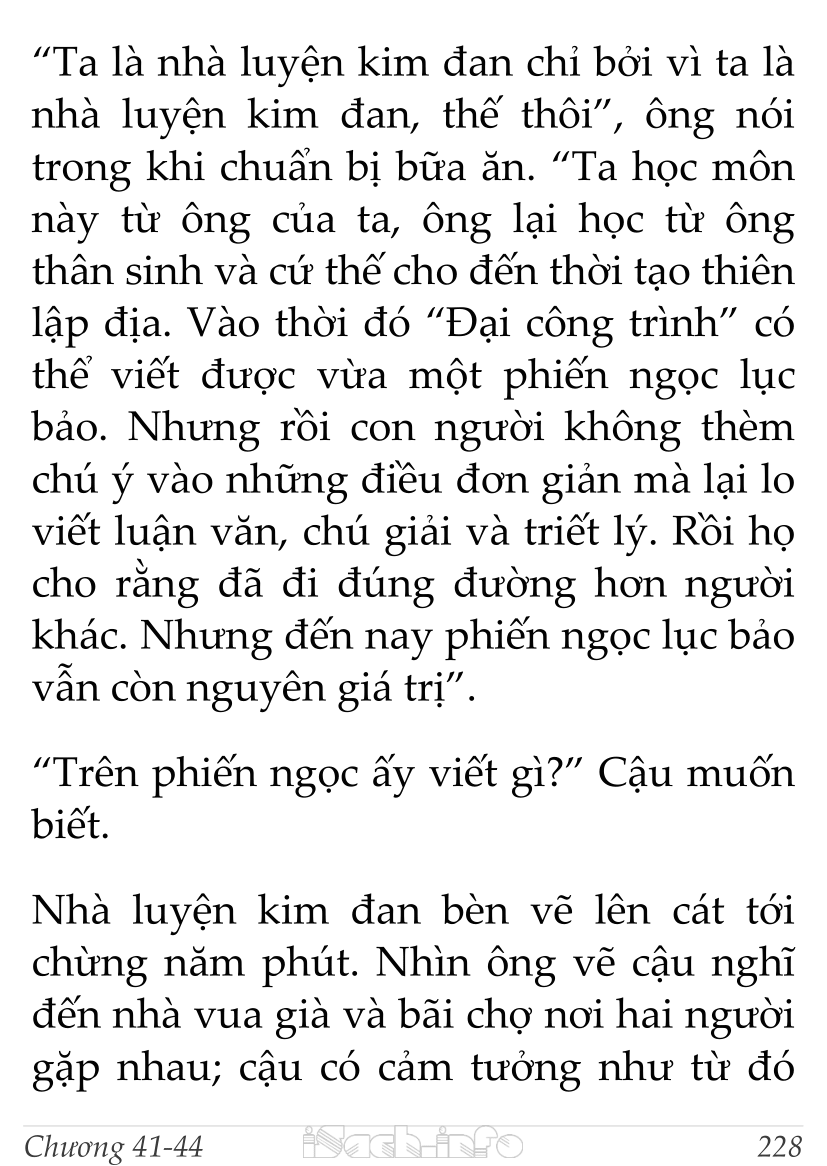 “Ta là nhà luyện kim đan chỉ bởi vì ta là
nhà luyện kim đan, thế thôi”, ông nói
trong khi chuẩn bị bữa ăn. “Ta học môn
này từ ông của ta, ông lại học từ ông
thân sinh và cứ thế cho đến thời tạo thiên
lập địa. Vào thời đó “Đại công trình” có
thể viết được vừa một phiến ngọc lục
bảo. Nhưng rồi con người không thèm
chú ý vào những điều đơn giản mà lại lo
viết luận văn, chú giải và triết lý. Rồi họ
cho rằng đã đi đúng đường hơn người
khác. Nhưng đến nay phiến ngọc lục bảo
vẫn còn nguyên giá trị”.
“Trên phiến ngọc ấy viết gì?” Cậu muốn
biết.
Nhà luyện kim đan bèn vẽ lên cát tới
chừng năm phút. Nhìn ông vẽ cậu nghĩ
đến nhà vua già và bãi chợ nơi hai người
gặp nhau; cậu có cảm tưởng như từ đó
Chương 41-44 iSach.info 228